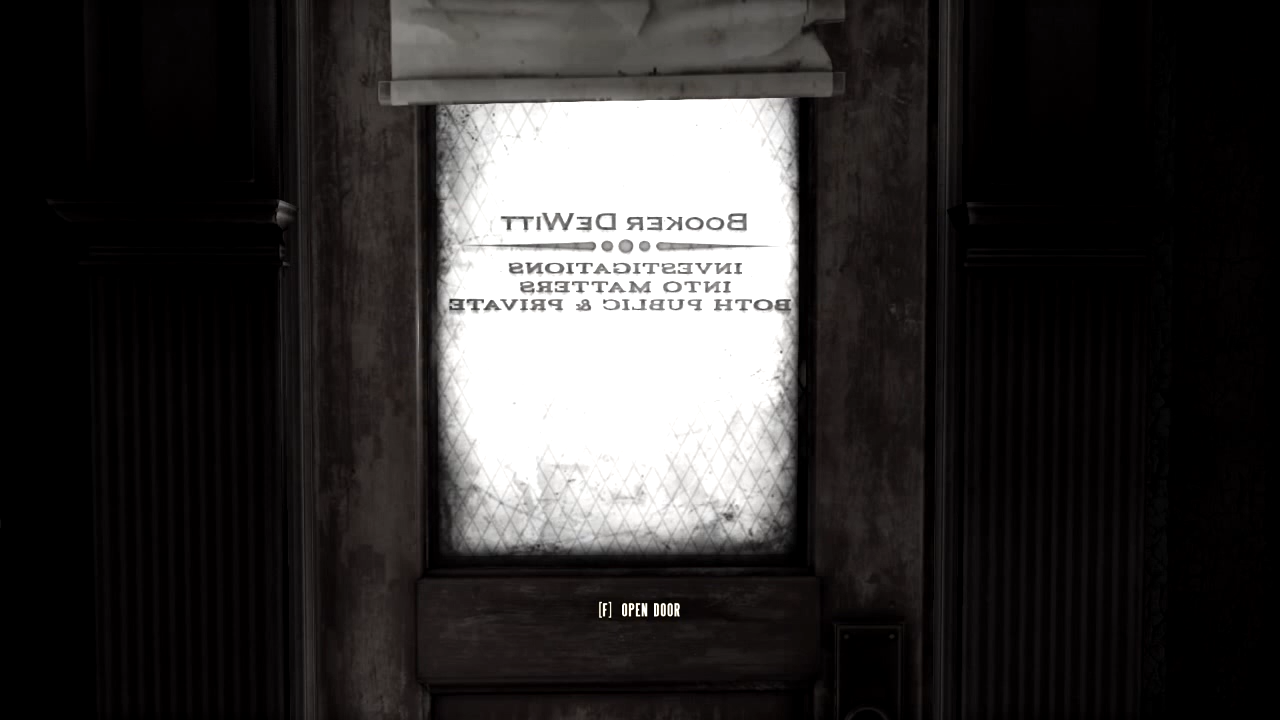 Booker DeWitt
INVESTIGATIONS
INTO MATTERS
BOTH PUBLIC & PRIVATE
[F] OPEN DOOR